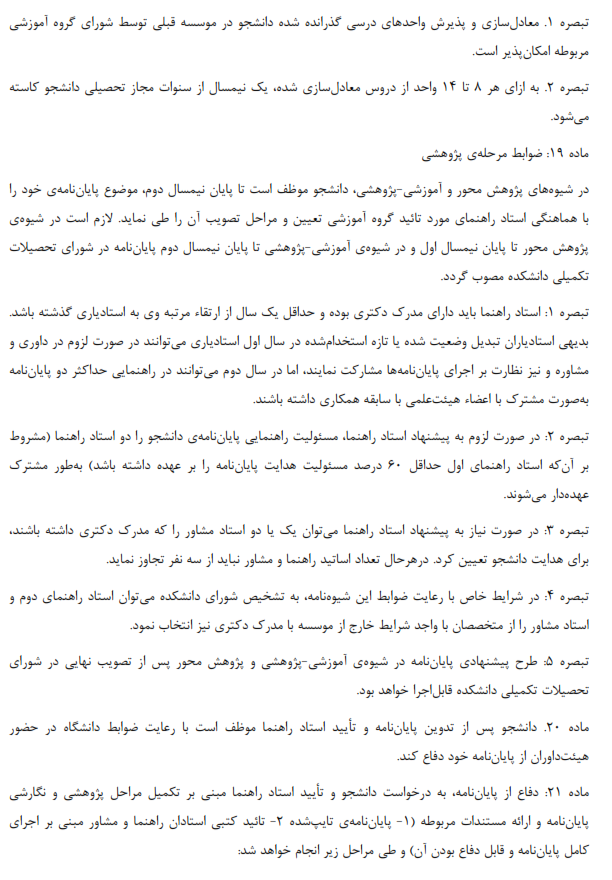 تبصره ۱. معادل‌سازی و پذیرش واحدهای درسی گذرانده شده دانشجو در موسسه قبلی توسط شورای گروه آموزشی
مربوطه امکان‌پذیر است.
تبصره ۲. به ازای هر ۸ تا ۱۴ واحد از دروس معادل‌سازی شده، یک نیمسال از سنوات مجاز تحصیلی دانشجو کاسته
می‌شود.
ماده ۱۹: ضوابط مرحله‌ی پژوهشی
در شیوه‌های پژوهش محور و آموزشی-پژوهشی، دانشجو موظف است تا پایان نیمسال دوم، موضوع پایان‌نامه‌ی خود را
با هماهنگی استاد راهنمای مورد تائید گروه آموزشی تعیین و مراحل تصویب آن را طی نماید. لازم است در شیوه‌ی
پژوهش محور تا پایان نیمسال اول و در شیوه‌ی آموزشی-پژوهشی تا پایان نیمسال دوم پایان‌نامه در شورای تحصیلات
تکمیلی دانشکده مصوب گردد.
تبصره ۱: استاد راهنما باید دارای مدرک دکتری بوده و حداقل یک سال از ارتقاء مرتبه وی به استادیاری گذشته باشد.
بدیهی استادیاران تبدیل وضعیت شده یا تازه استخدام‌شده در سال اول استادیاری می‌توانند در صورت لزوم در داوری و
مشاوره و نیز نظارت بر اجرای پایان‌نامه‌ها مشارکت نمایند، اما در سال دوم می‌توانند در راهنمایی حداکثر دو پایان‌نامه
به‌صورت مشترک با اعضاء هیئت‌علمی با سابقه همکاری داشته باشند.
تبصره ۲: در صورت لزوم به پیشنهاد استاد راهنما، مسئولیت راهنمایی پایان‌نامه‌ی دانشجو را دو استاد راهنما (مشروط
بر آن‌که استاد راهنمای اول حداقل ۶۰ درصد مسئولیت هدایت پایان‌نامه را بر عهده داشته باشد) به‌طور مشترک
عهده‌دار می‌شوند.
تبصره ۳: در صورت نیاز به پیشنهاد استاد راهنما می‌توان یک یا دو استاد مشاور را که مدرک دکتری داشته باشند،
برای هدایت دانشجو تعیین کرد. درهرحال تعداد اساتید راهنما و مشاور نباید از سه نفر تجاوز نماید.
تبصره ۴: در شرایط خاص با رعایت ضوابط این شیوه‌نامه، به تشخیص شورای دانشکده می‌توان استاد راهنمای دوم و
استاد مشاور را از متخصصان با واجد شرایط خارج از موسسه با مدرک دکتری نیز انتخاب نمود.
تبصره ۵: طرح پیشنهادی پایان‌نامه در شیوه‌ی آموزشی-پژوهشی و پژوهش محور پس از تصویب نهایی در شورای
تحصیلات تکمیلی دانشکده قابل‌اجرا خواهد بود.
ماده ۲۰. دانشجو پس از تدوین پایان‌نامه و تأیید استاد راهنما موظف است با رعایت ضوابط دانشگاه در حضور
هیئت‌داوران از پایان‌نامه خود دفاع کند.
ماده ۲۱: دفاع از پایان‌نامه، به درخواست دانشجو و تأیید استاد راهنما مبنی بر تکمیل مراحل پژوهشی و نگارشی
پایان‌نامه و ارائه مستندات مربوطه (۱- پایان‌نامه‌ی تایپ‌شده ۲- تائید کتبی استادان راهنما و مشاور مبنی بر اجرای
کامل پایان‌نامه و قابل دفاع بودن آن) و طی مراحل زیر انجام خواهد شد: